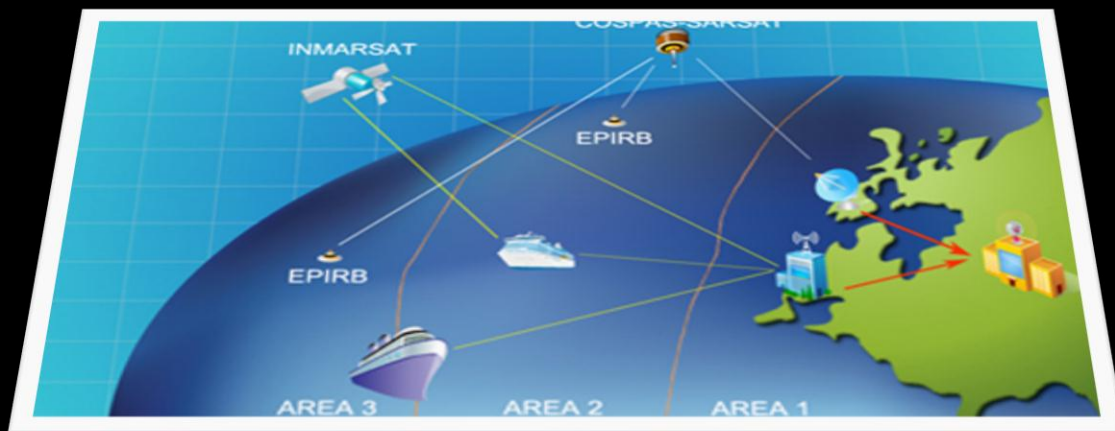 COSPAS-SARSAT
INMARSAT
EPIRB
EPIRB
AREA 3 AREA 2 AREA 1